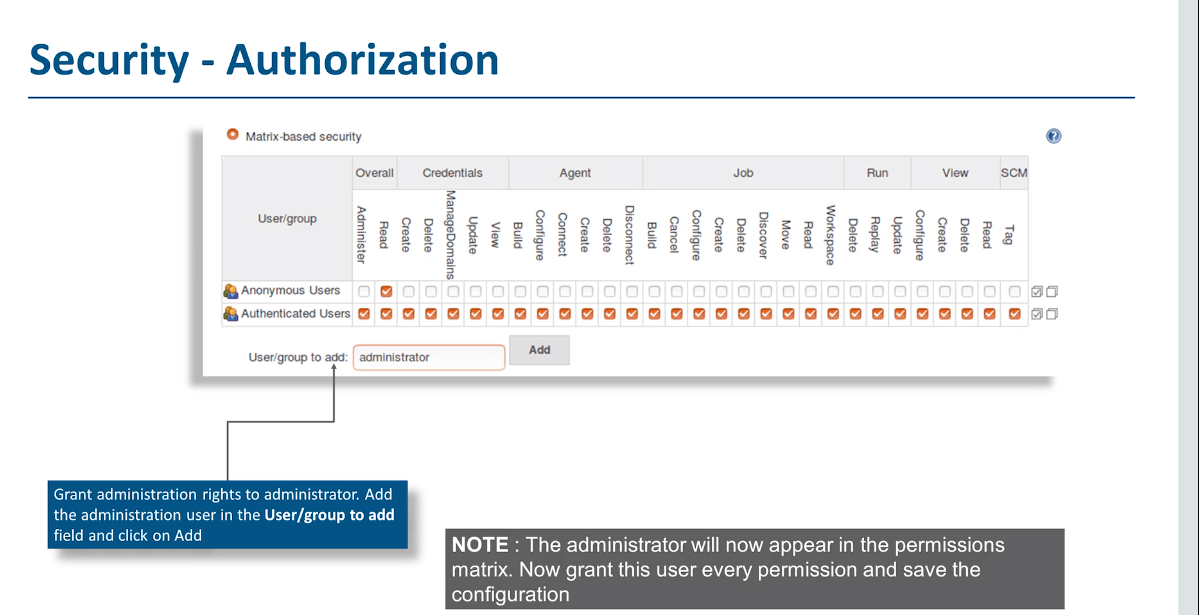 Security - Authorization
Matrix-based security
User/group
Overall
Credentials
Agent
Job
Run
View
SCM
Administer
Read
Create
Delete
ManageDomains
Update
View
Build
Configure
Connect
Create
Delete
Disconnect
Build
Cancel
Configure
Create
Delete
Discover
Move
Read
Workspace
Delete
Replay
Update
Configure
Create
Delete
Read
Tag
Anonymous Users
Authenticated Users
User/group to add:
administrator
Add
Grant administration rights to administrator. Add
the administration user in the User/group to add
field and click on Add
NOTE : The administrator will now appear in the permissions
matrix. Now grant this user every permission and save the
configuration